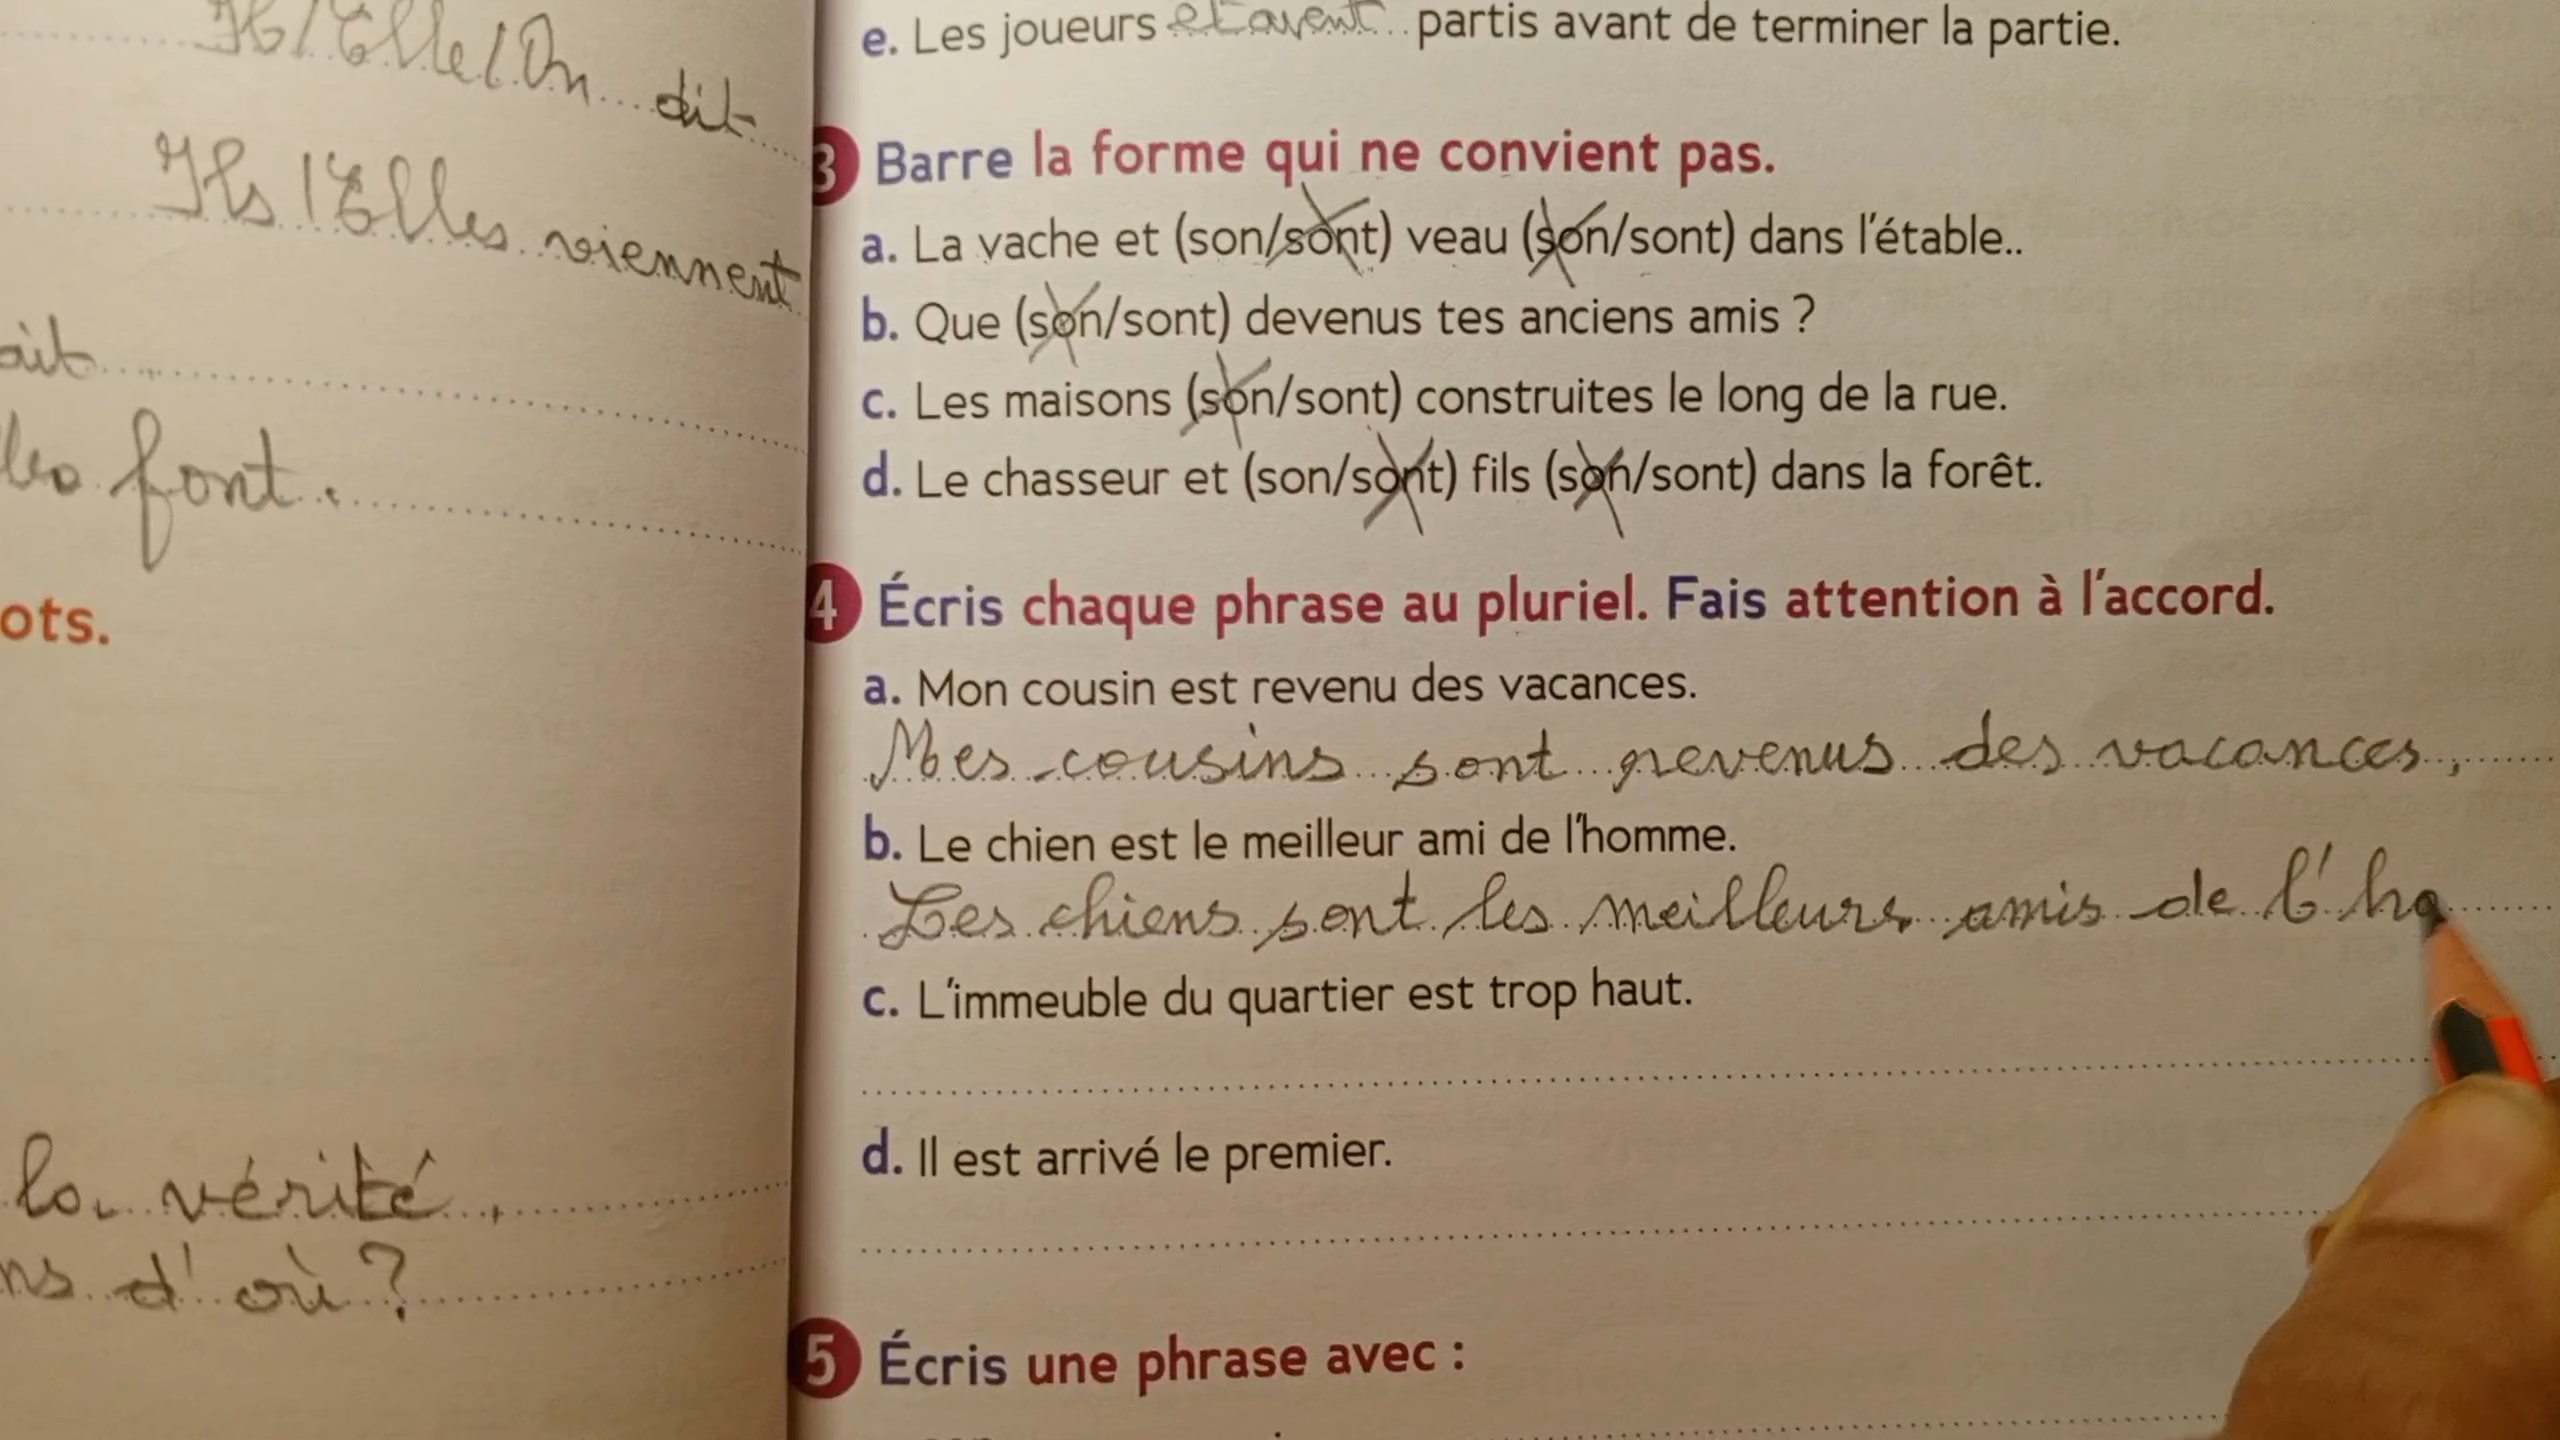 Il/Elle/On dit
Ils/Elles viennent
ait
les font.
ots.
la vérité.
ns d'où ?
e. Les joueurs etaient partis avant de terminer la partie.
3 Barre la forme qui ne convient pas.
a. La vache et (son/sont) veau (son/sont) dans l'étable..
b. Que (son/sont) devenus tes anciens amis ?
c. Les maisons (son/sont) construites le long de la rue.
d. Le chasseur et (son/sont) fils (son/sont) dans la forêt.
4 Écris chaque phrase au pluriel. Fais attention à l'accord.
a. Mon cousin est revenu des vacances.
Mes cousins sont revenus des vacances.
b. Le chien est le meilleur ami de l'homme.
Les chiens sont les meilleurs amis de l'ho
c. L'immeuble du quartier est trop haut.
d. Il est arrivé le premier.
5 Écris une phrase avec :